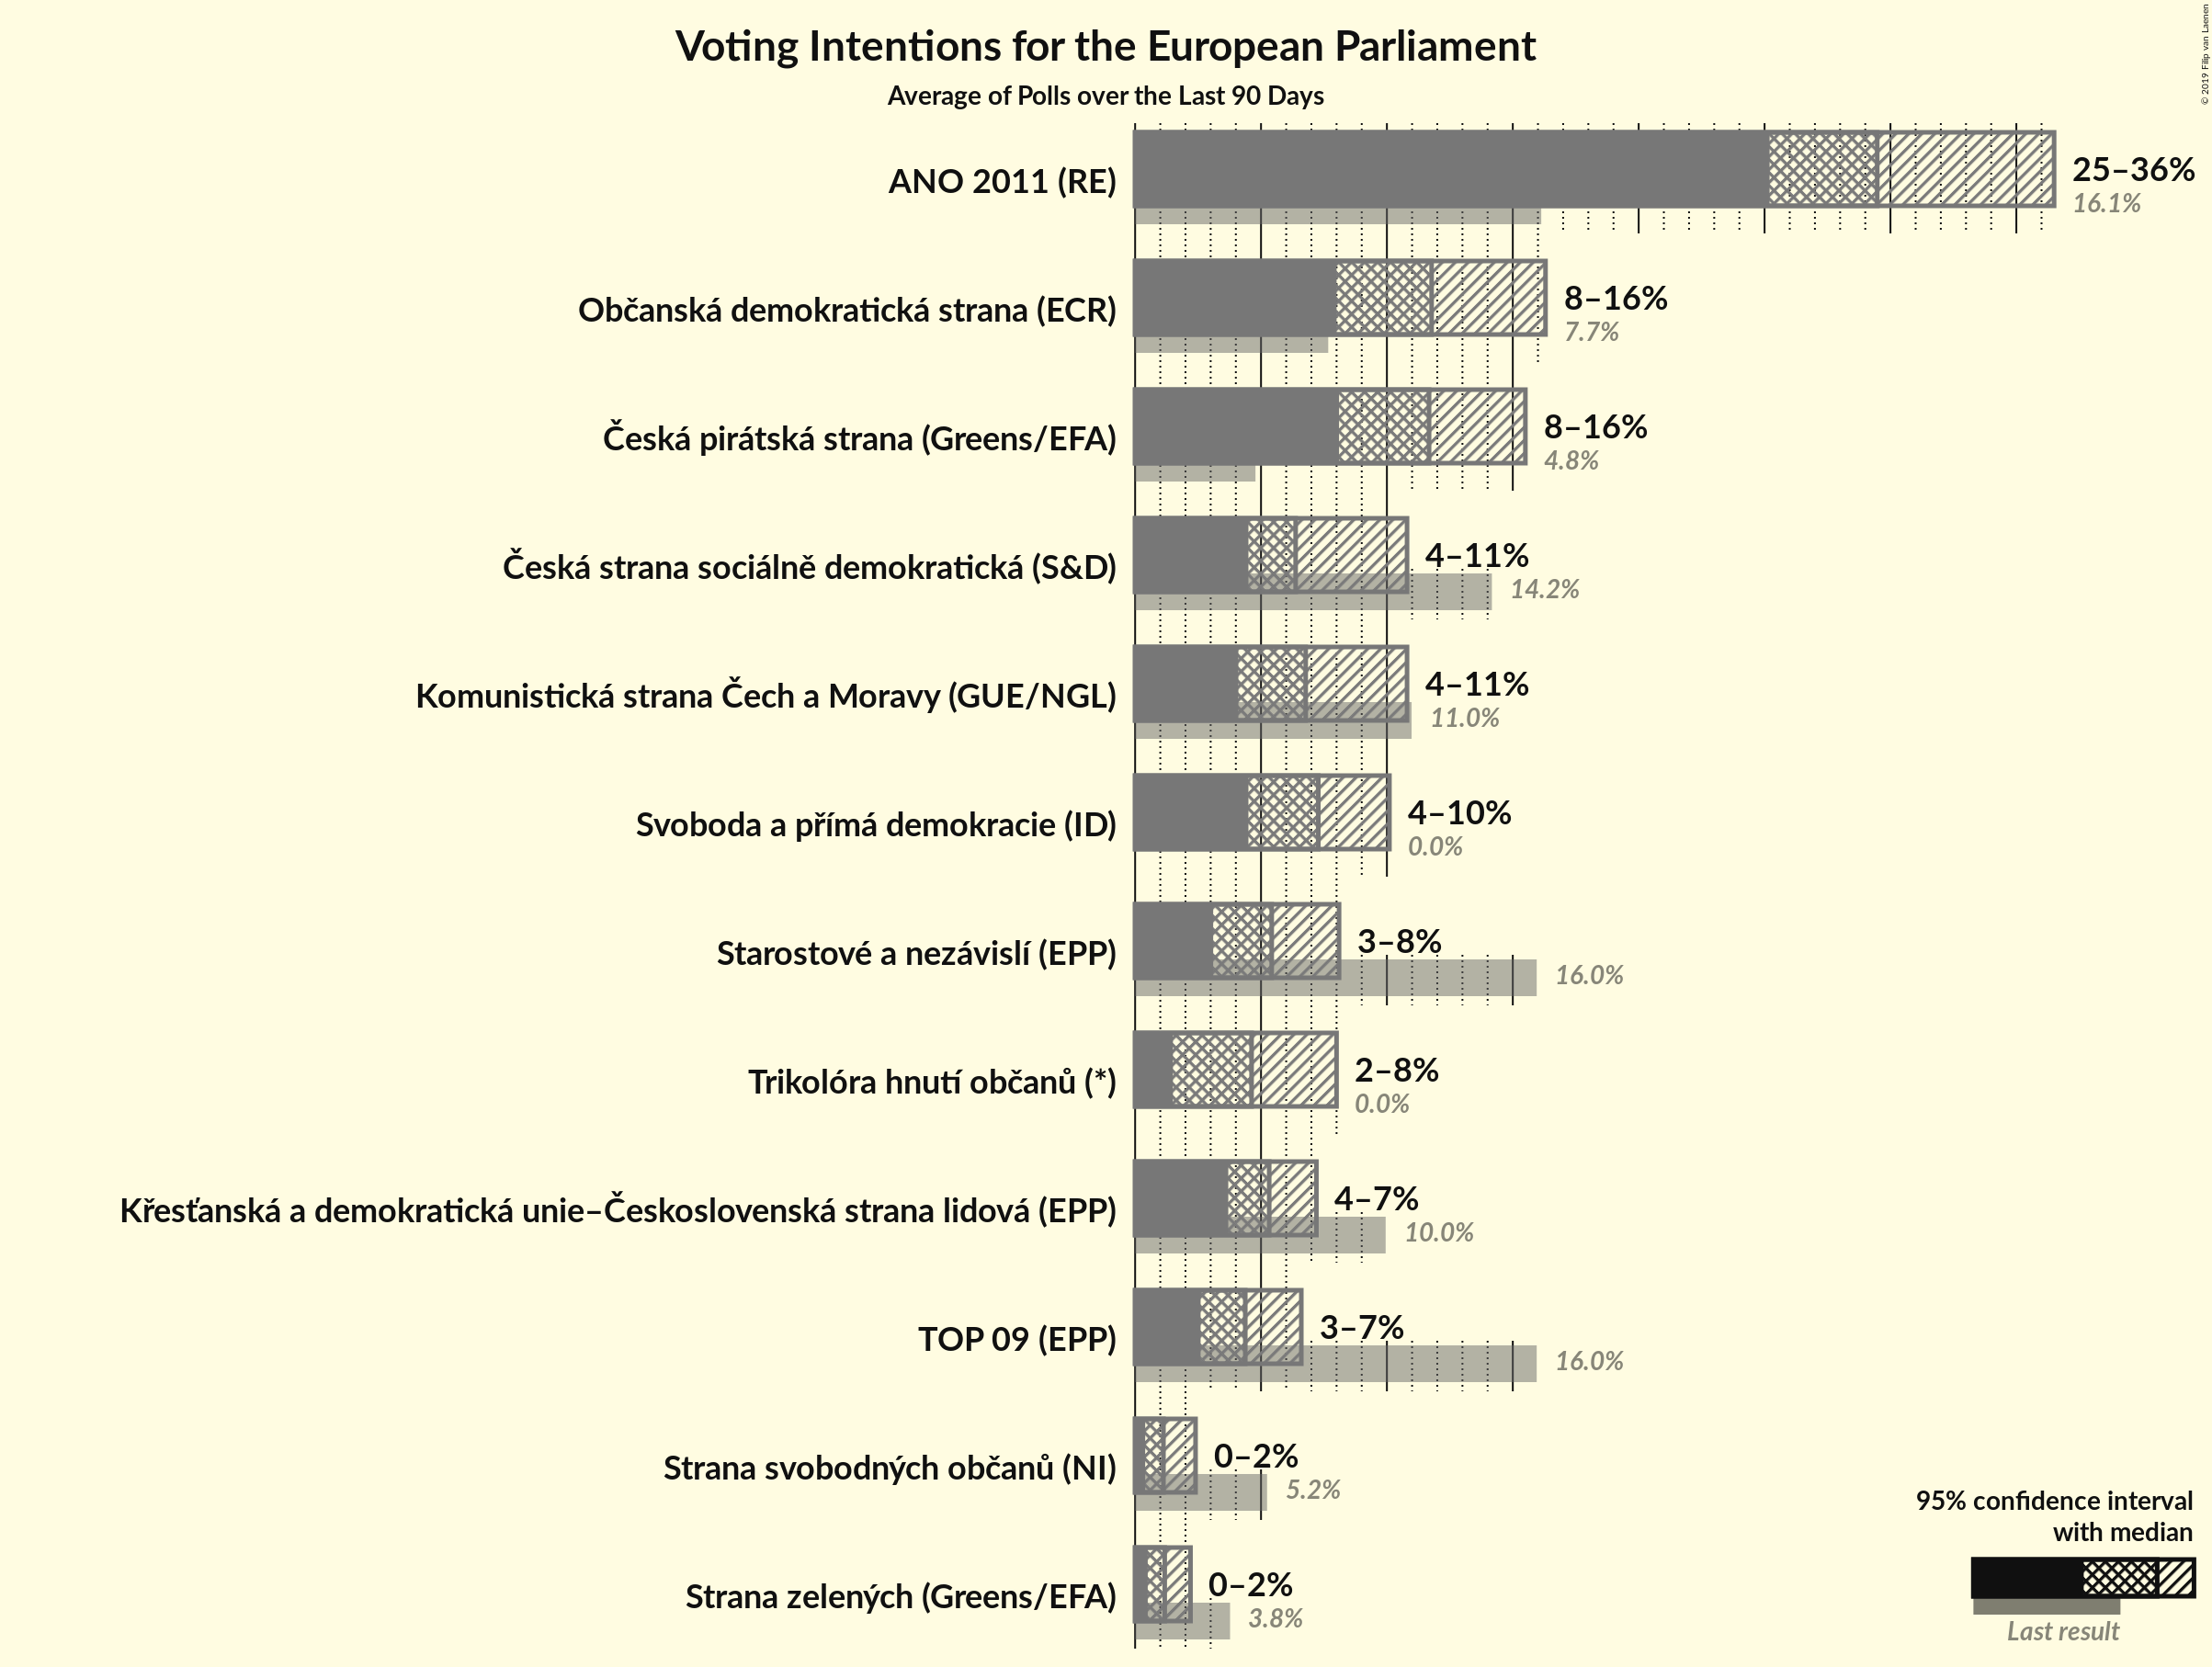 Voting Intentions for the European Parliament
Average of Polls over the Last 90 Days
© 2019 Filip van Laenen
ANO 2011 (RE)
25–36%
16.1%
Občanská demokratická strana (ECR)
8–16%
7.7%
Česká pirátská strana (Greens/EFA)
8–16%
4.8%
Česká strana sociálně demokratická (S&D)
4–11%
14.2%
Komunistická strana Čech a Moravy (GUE/NGL)
4–11%
11.0%
Svoboda a přímá demokracie (ID)
4–10%
0.0%
Starostové a nezávislí (EPP)
3–8%
16.0%
Trikolóra hnutí občanů (*)
2–8%
0.0%
Křesťanská a demokratická unie–Československá strana lidová (EPP)
4–7%
10.0%
TOP 09 (EPP)
3–7%
16.0%
Strana svobodných občanů (NI)
0–2%
5.2%
Strana zelených (Greens/EFA)
0–2%
3.8%
95% confidence interval
with median
Last result